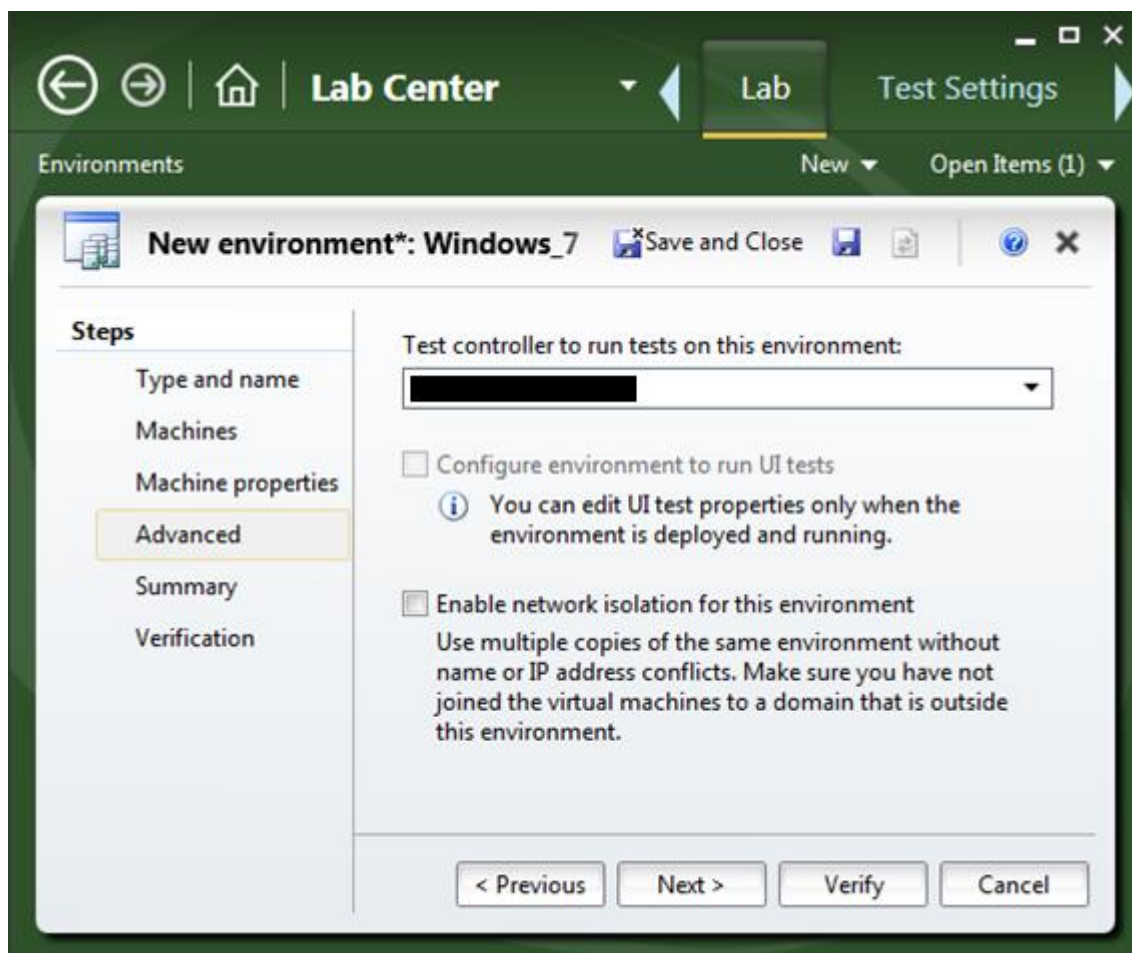 Lab Center
Lab
Test Settings
Environments
New
Open Items (1)
New environment*: Windows_7
Save and Close
Steps
Type and name
Machines
Machine properties
Advanced
Summary
Verification
Test controller to run tests on this environment:
Configure environment to run UI tests
You can edit UI test properties only when the
environment is deployed and running.
Enable network isolation for this environment
Use multiple copies of the same environment without
name or IP address conflicts. Make sure you have not
joined the virtual machines to a domain that is outside
this environment.
< Previous
Next >
Verify
Cancel